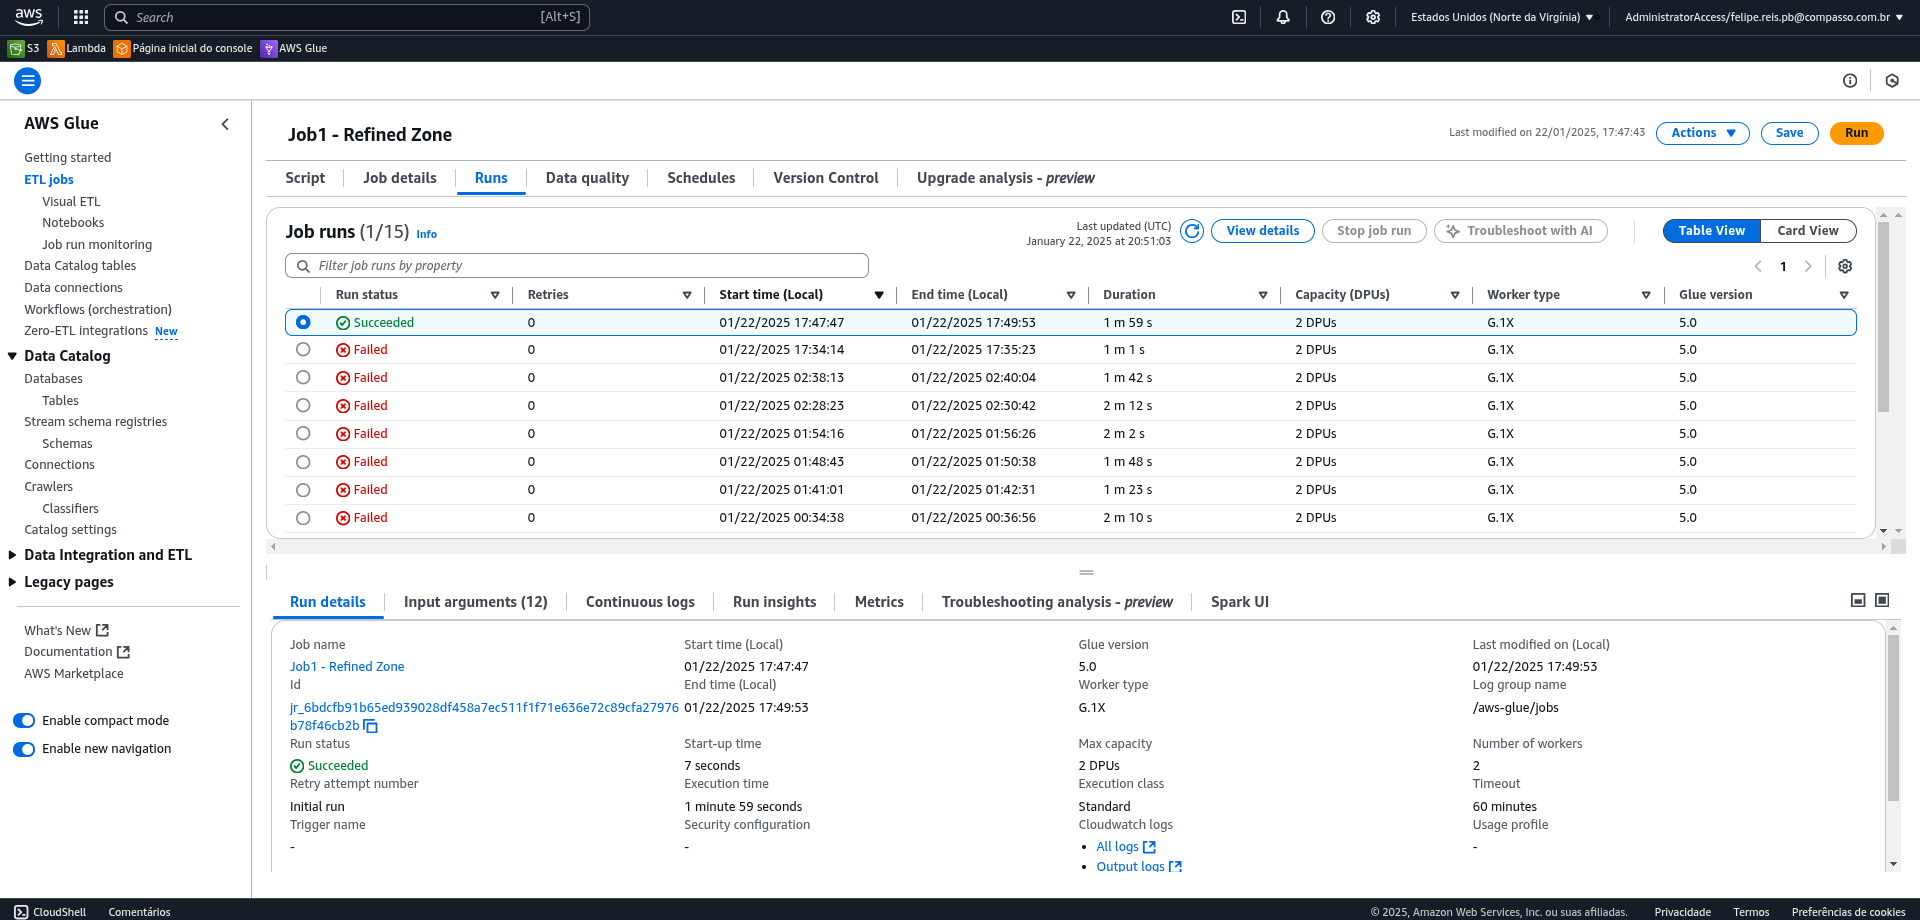 aws
Search
[Alt+S]
Estados Unidos (Norte da Virgínia)
AdministratorAccess/felipe.reis.pb@compasso.com.br
S3 Lambda Página inicial do console AWS Glue
AWS Glue
Getting started
ETL jobs
Visual ETL
Notebooks
Job run monitoring
Data Catalog tables
Data connections
Workflows (orchestration)
Zero-ETL integrations New
Data Catalog
Databases
Tables
Stream schema registries
Schemas
Connections
Crawlers
Classifiers
Catalog settings
Data Integration and ETL
Legacy pages
What's New
Documentation
AWS Marketplace
Enable compact mode
Enable new navigation
Job1 - Refined Zone
Last modified on 22/01/2025, 17:47:43 Actions Save Run
Script Job details Runs Data quality Schedules Version Control Upgrade analysis - preview
Job runs (1/15) Info
Last updated (UTC)
January 22, 2025 at 20:51:03
View details Stop job run Troubleshoot with AI Table View Card View
Filter job runs by property
1
Run status Retries Start time (Local) End time (Local) Duration Capacity (DPUs) Worker type Glue version
Succeeded 0 01/22/2025 17:47:47 01/22/2025 17:49:53 1 m 59 s 2 DPUs G.1X 5.0
Failed 0 01/22/2025 17:34:14 01/22/2025 17:35:23 1 m 1 s 2 DPUs G.1X 5.0
Failed 0 01/22/2025 02:38:13 01/22/2025 02:40:04 1 m 42 s 2 DPUs G.1X 5.0
Failed 0 01/22/2025 02:28:23 01/22/2025 02:30:42 2 m 12 s 2 DPUs G.1X 5.0
Failed 0 01/22/2025 01:54:16 01/22/2025 01:56:26 2 m 2 s 2 DPUs G.1X 5.0
Failed 0 01/22/2025 01:48:43 01/22/2025 01:50:38 1 m 48 s 2 DPUs G.1X 5.0
Failed 0 01/22/2025 01:41:01 01/22/2025 01:42:31 1 m 23 s 2 DPUs G.1X 5.0
Failed 0 01/22/2025 00:34:38 01/22/2025 00:36:56 2 m 10 s 2 DPUs G.1X 5.0
Run details Input arguments (12) Continuous logs Run insights Metrics Troubleshooting analysis - preview Spark UI
Job name Start time (Local) Glue version Last modified on (Local)
Job1 - Refined Zone 01/22/2025 17:47:47 5.0 01/22/2025 17:49:53
Id End time (Local) Worker type Log group name
jr_6bdcfb91b65ed939028df458a7ec511f1f71e636e72c89cfa27976 01/22/2025 17:49:53 G.1X /aws-glue/jobs
b78f46cb2b
Run status Start-up time Max capacity Number of workers
Succeeded 7 seconds 2 DPUs 2
Retry attempt number Execution time Execution class Timeout
Initial run 1 minute 59 seconds Standard 60 minutes
Trigger name Security configuration Cloudwatch logs Usage profile
- - • All logs -
• Output logs
CloudShell Comentários © 2025, Amazon Web Services, Inc. ou suas afiliadas. Privacidade Termos Preferências de cookies